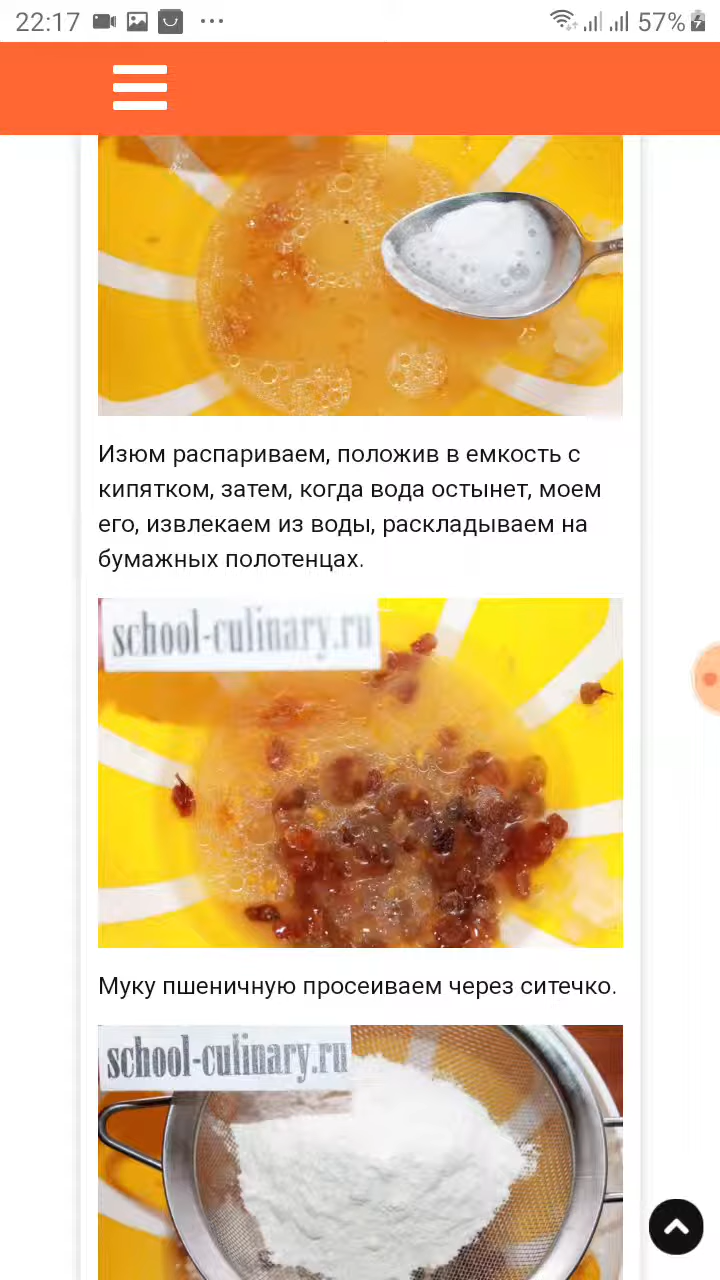 22:17
57%
Изюм распариваем, положив в емкость с
кипятком, затем, когда вода остынет, моем
его, извлекаем из воды, раскладываем на
бумажных полотенцах.
school-culinary.ru
Муку пшеничную просеиваем через ситечко.
school-culinary.ru